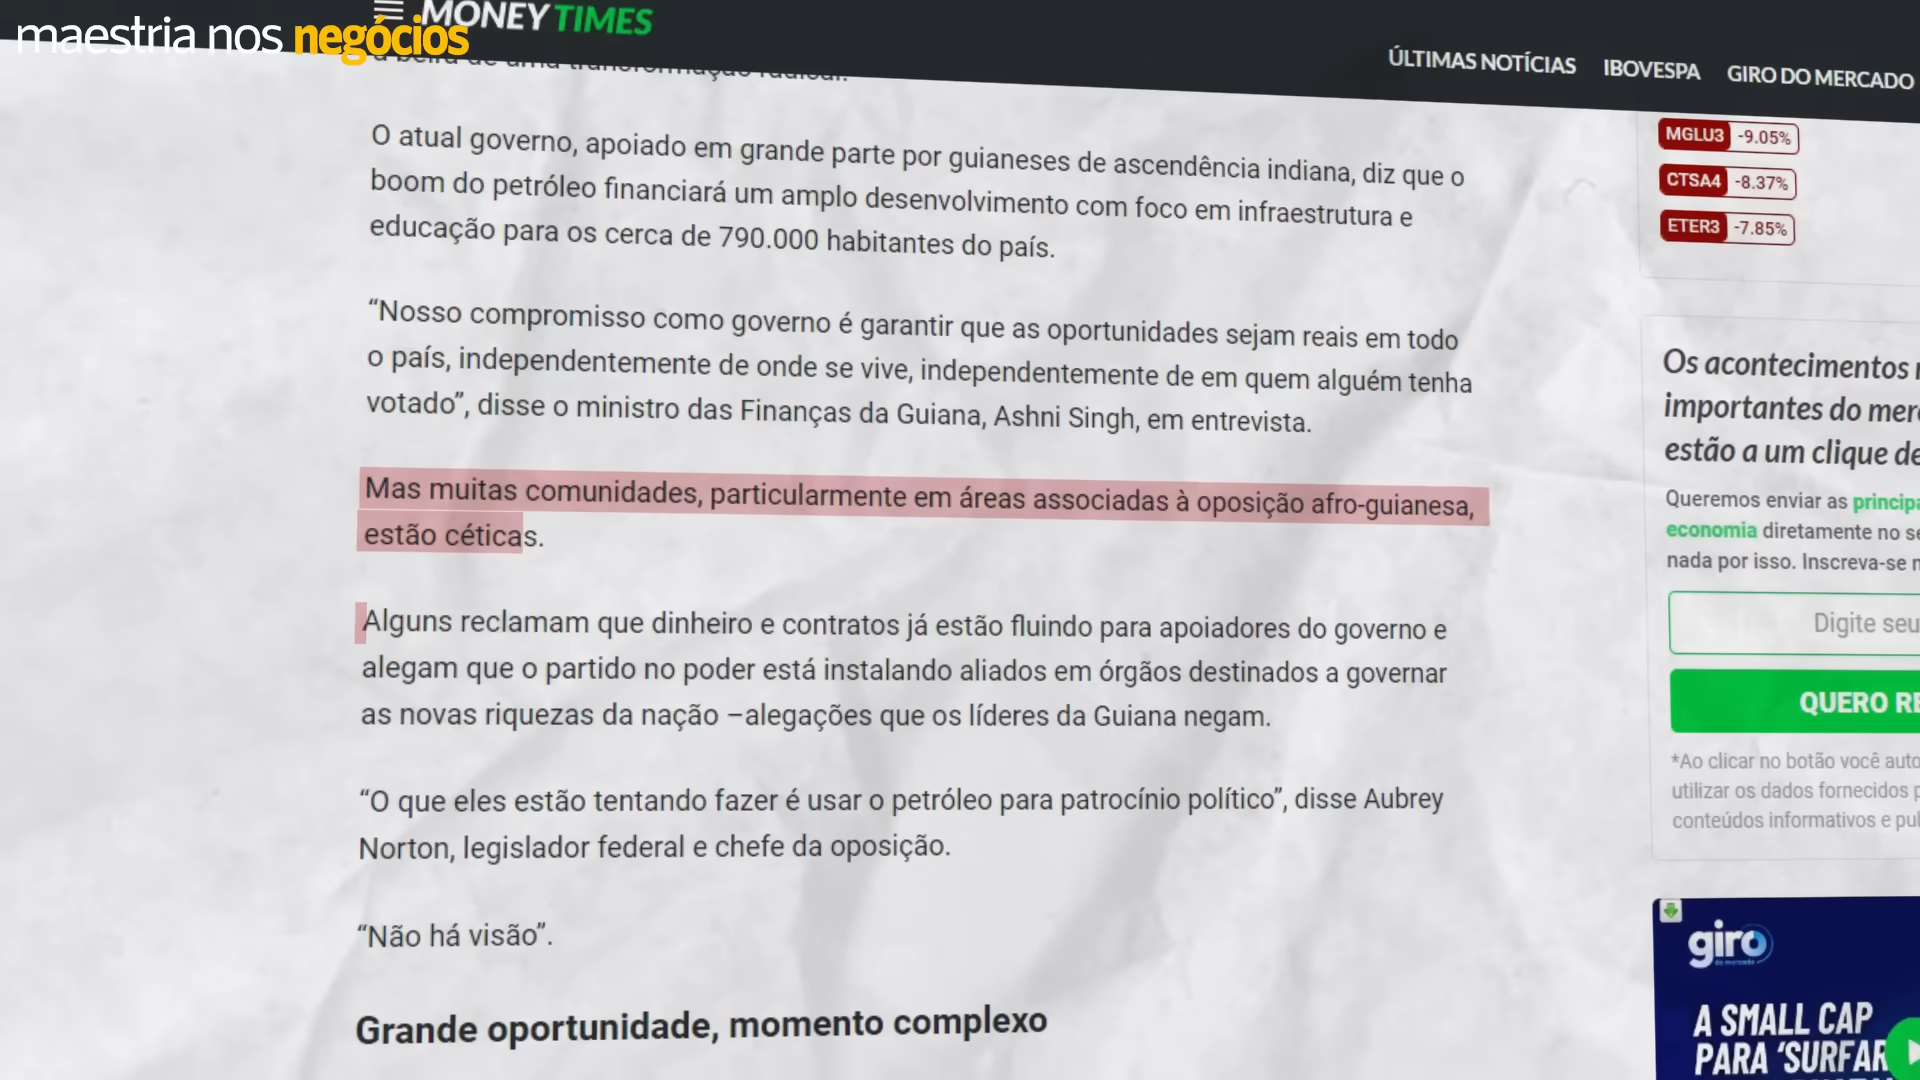 MONEY TIMES
maestria nos negócios
à beira de uma transformação radical.
ÚLTIMAS NOTÍCIAS IBOVESPA GIRO DO MERCADO
O atual governo, apoiado em grande parte por guianeses de ascendência indiana, diz que o
boom do petróleo financiará um amplo desenvolvimento com foco em infraestrutura e
educação para os cerca de 790.000 habitantes do país.
“Nosso compromisso como governo é garantir que as oportunidades sejam reais em todo
o país, independentemente de onde se vive, independentemente de em quem alguém tenha
votado”, disse o ministro das Finanças da Guiana, Ashni Singh, em entrevista.
Mas muitas comunidades, particularmente em áreas associadas à oposição afro-guianesa,
estão céticas.
Alguns reclamam que dinheiro e contratos já estão fluindo para apoiadores do governo e
alegam que o partido no poder está instalando aliados em órgãos destinados a governar
as novas riquezas da nação –alegações que os líderes da Guiana negam.
“O que eles estão tentando fazer é usar o petróleo para patrocínio político”, disse Aubrey
Norton, legislador federal e chefe da oposição.
“Não há visão”.
Grande oportunidade, momento complexo
MGLU3 -9.05%
CTSA4 -8.37%
ETER3 -7.85%
Os acontecimentos
importantes do
estão a um clique
Queremos enviar as
economia diretamente no
nada por isso. Inscreva-se
Digite seu
QUERO
*Ao clicar no botão você
utilizar os dados fornecidos
conteúdos informativos e
giro
do mercado
A SMALL CAP
PARA ‘SURFAR